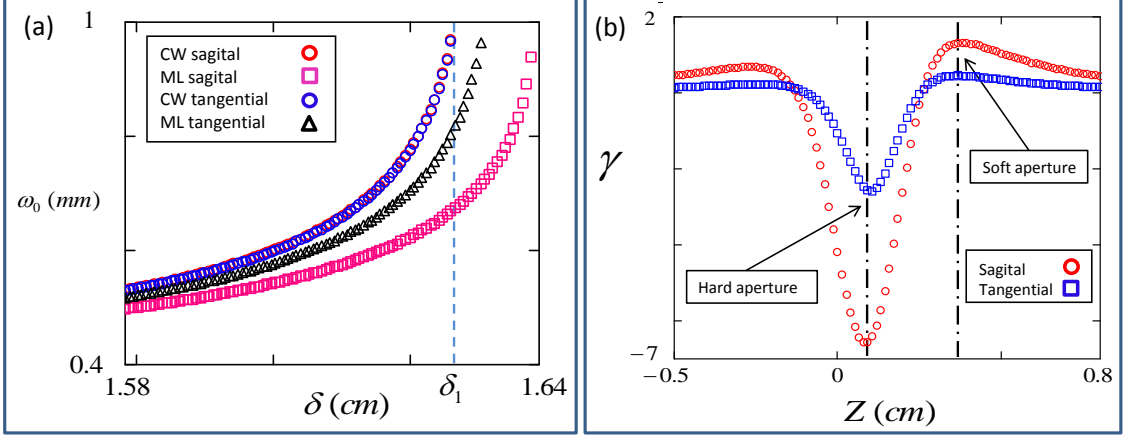 (a)
1
CW sagital
ML sagital
CW tangential
ML tangential
ω₀ (mm)
0.4
1.58
δ (cm)
δ₁
1.64
(b)
2
γ
Soft aperture
Hard aperture
Sagital
Tangential
−7
−0.5
0
0.8
Z (cm)